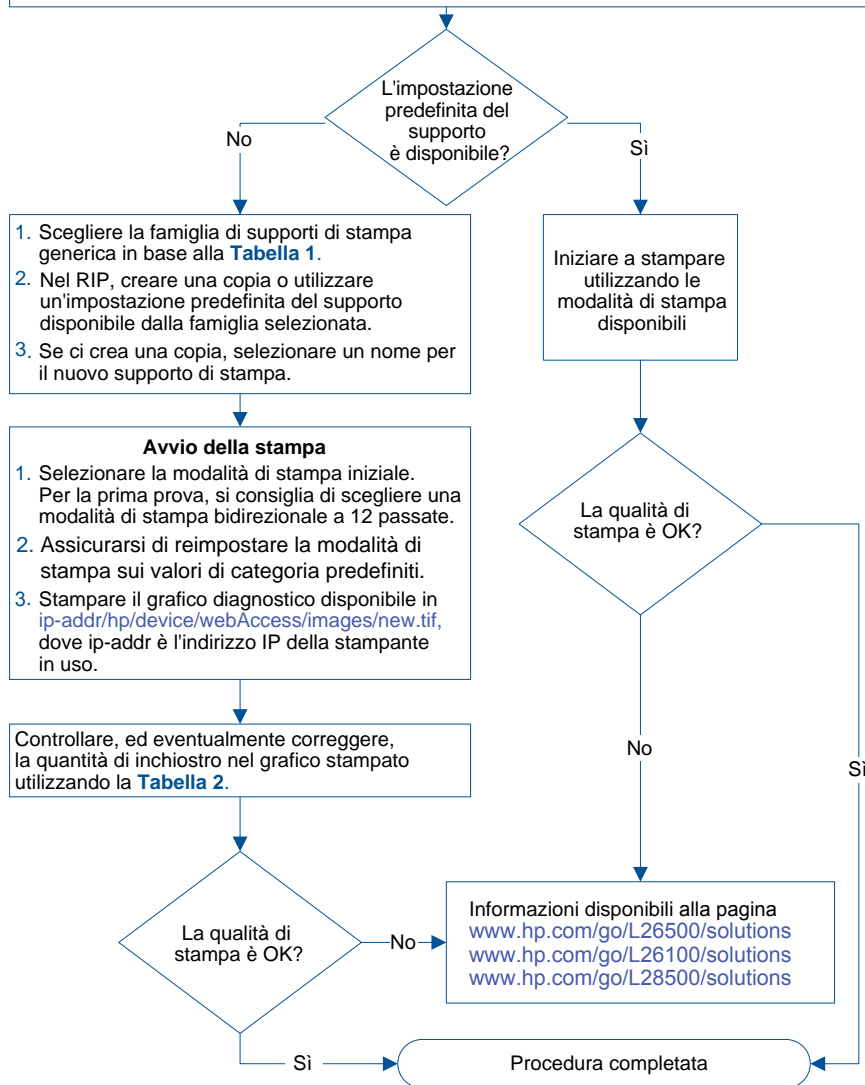 L'impostazione
predefinita del
supporto
è disponibile?
No
Sì
1. Scegliere la famiglia di supporti di stampa
generica in base alla Tabella 1.
2. Nel RIP, creare una copia o utilizzare
un'impostazione predefinita del supporto
disponibile dalla famiglia selezionata.
3. Se ci crea una copia, selezionare un nome per
il nuovo supporto di stampa.
Iniziare a stampare
utilizzando le
modalità di stampa
disponibili
Avvio della stampa
1. Selezionare la modalità di stampa iniziale.
Per la prima prova, si consiglia di scegliere una
modalità di stampa bidirezionale a 12 passate.
2. Assicurarsi di reimpostare la modalità di
stampa sui valori di categoria predefiniti.
3. Stampare il grafico diagnostico disponibile in
ip-addr/hp/device/webAccess/images/new.tif,
dove ip-addr è l'indirizzo IP della stampante
in uso.
La qualità di
stampa è OK?
No
Sì
Controllare, ed eventualmente correggere,
la quantità di inchiostro nel grafico stampato
utilizzando la Tabella 2.
La qualità di
stampa è OK?
No
Informazioni disponibili alla pagina
www.hp.com/go/L26500/solutions
www.hp.com/go/L26100/solutions
www.hp.com/go/L28500/solutions
Sì
Procedura completata